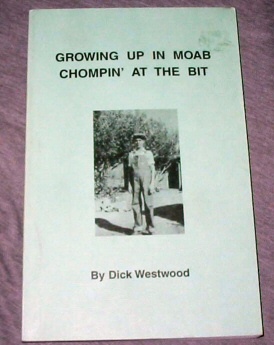 GROWING UP IN MOAB
CHOMPIN' AT THE BIT
By Dick Westwood